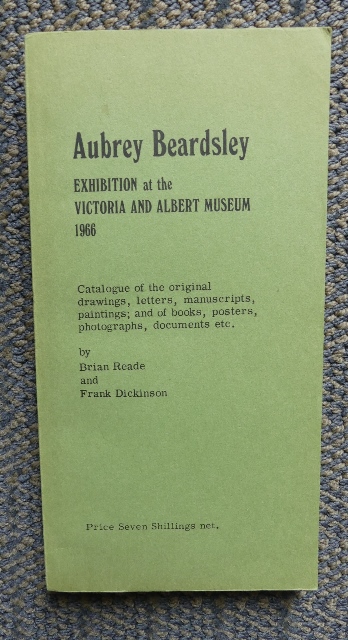 Aubrey Beardsley
EXHIBITION at the
VICTORIA AND ALBERT MUSEUM
1966
Catalogue of the original
drawings, letters, manuscripts,
paintings; and of books, posters,
photographs, documents etc.
by
Brian Reade
and
Frank Dickinson
Price Seven Shillings net.